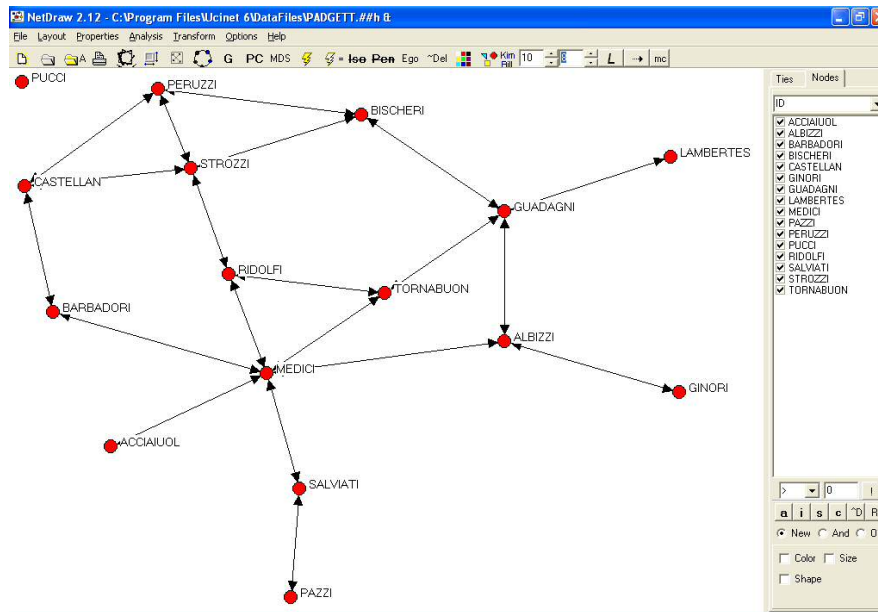 NetDraw 2.12 - C:\Program Files\Ucinet 6\DataFiles\PADGETT.##h &
File Layout Properties Analysis Transform Options Help
A G PC MDS = Iso Pen Ego ~Del Kim Bill 10 8 L mc
PUCCI
PERUZZI
BISCHERI
STROZZI
LAMBERTES
CASTELLAN
GUADAGNI
RIDOLFI
TORNABUON
BARBADORI
ALBIZZI
MEDICI
GINORI
ACCIAIUOL
SALVIATI
PAZZI
Ties Nodes
ID
ACCIAIUOL
ALBIZZI
BARBADORI
BISCHERI
CASTELLAN
GINORI
GUADAGNI
LAMBERTES
MEDICI
PAZZI
PERUZZI
PUCCI
RIDOLFI
SALVIATI
STROZZI
TORNABUON
> 0 !
a i s c ^D R
New And O
Color Size
Shape